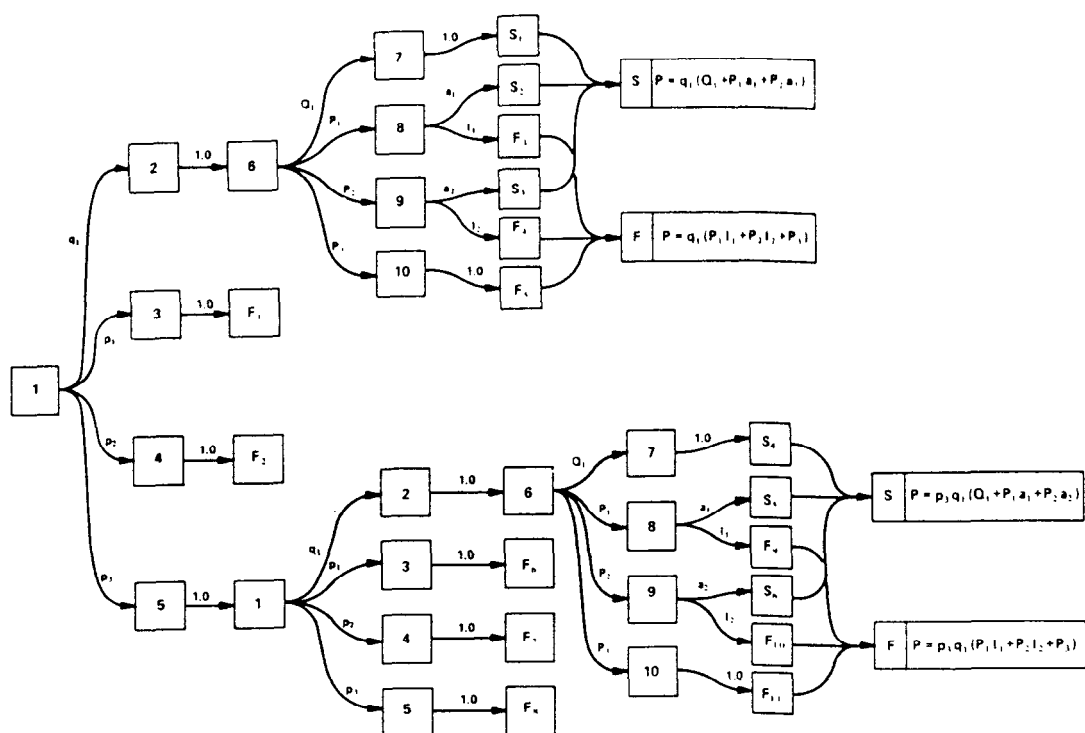 7
1.0
S₁
S
P = q₁(Q₁+P₁a₁+P₂a₂)
Q₁
a₁
S₂
P₁
8
l₁
F₃
2
1.0
6
P₂
9
a₂
S₃
l₂
F₄
F
P = q₁(P₁l₁+P₂l₂+P₃)
q₁
P₃
10
1.0
F₅
3
1.0
F₁
p₁
1
p₂
4
1.0
F₂
p₃
5
1.0
1
q₁
2
1.0
6
Q₁
7
1.0
S₄
S
P = p₃q₁(Q₁+P₁a₁+P₂a₂)
P₁
8
a₁
S₅
l₁
F₉
p₁
3
1.0
F₆
P₂
9
a₂
S₆
l₂
F₁₀
F
P = p₃q₁(P₁l₁+P₂l₂+P₃)
p₂
4
1.0
F₇
P₃
10
1.0
F₁₁
p₃
5
1.0
F₈